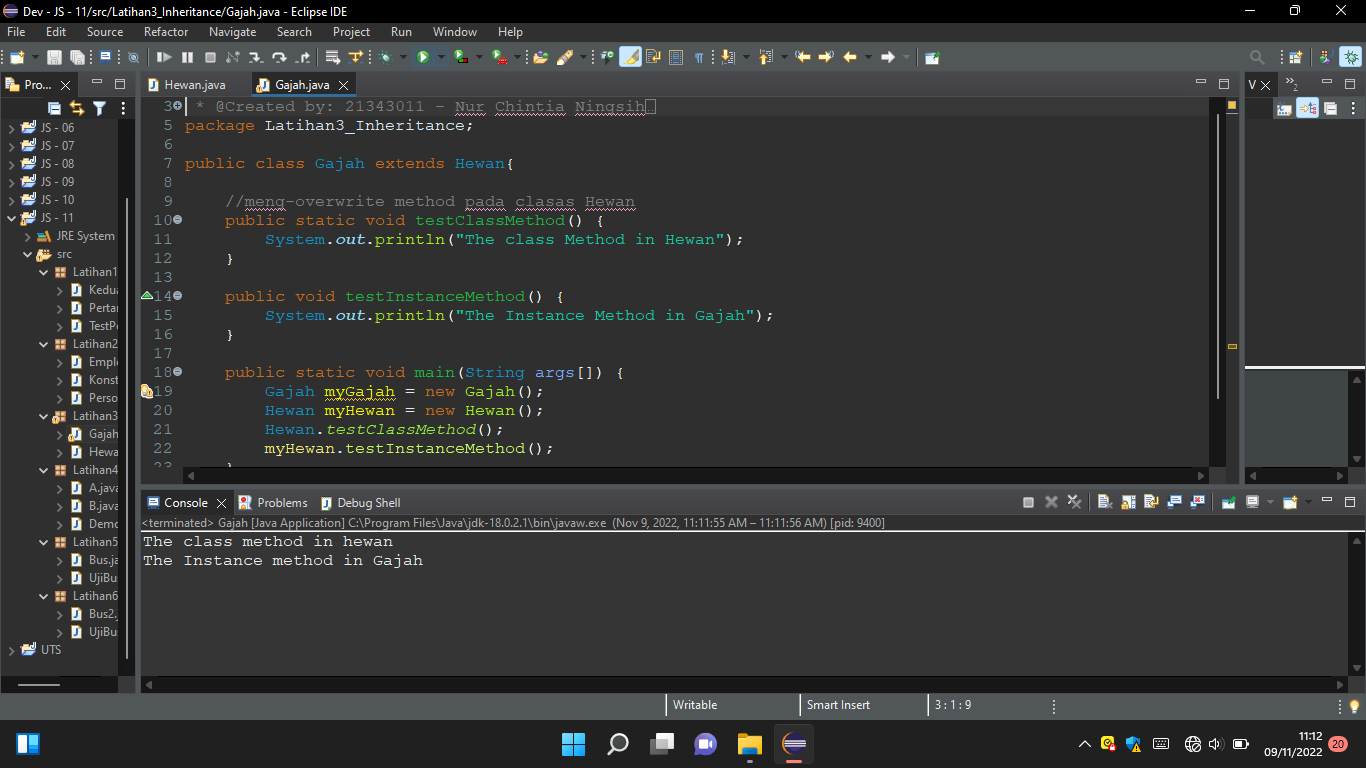 Dev - JS - 11/src/Latihan3_Inheritance/Gajah.java - Eclipse IDE
File Edit Source Refactor Navigate Search Project Run Window Help
Pro...
Hewan.java
Gajah.java
V
2
JS - 06
JS - 07
JS - 08
JS - 09
JS - 10
JS - 11
JRE System
src
Latihan1
Kedu
Perta
TestP
Latihan2
Empl
Konst
Perso
Latihan3
Gajah
Hewa
Latihan4
A.java
B.java
Demo
Latihan5
Bus.ja
UjiBu
Latihan6
Bus2.
UjiBu
UTS
3 * @Created by: 21343011 - Nur Chintia Ningsih
5 package Latihan3_Inheritance;
6
7 public class Gajah extends Hewan{
8
9 //meng-overwrite method pada clasas Hewan
10 public static void testClassMethod() {
11 System.out.println("The class Method in Hewan");
12 }
13
14 public void testInstanceMethod() {
15 System.out.println("The Instance Method in Gajah");
16 }
17
18 public static void main(String args[]) {
19 Gajah myGajah = new Gajah();
20 Hewan myHewan = new Hewan();
21 Hewan.testClassMethod();
22 myHewan.testInstanceMethod();
23 }
Console Problems Debug Shell
<terminated> Gajah [Java Application] C:\Program Files\Java\jdk-18.0.2.1\bin\javaw.exe (Nov 9, 2022, 11:11:55 AM – 11:11:56 AM) [pid: 9400]
The class method in hewan
The Instance method in Gajah
Writable
Smart Insert
3 : 1 : 9
11:12
09/11/2022
20